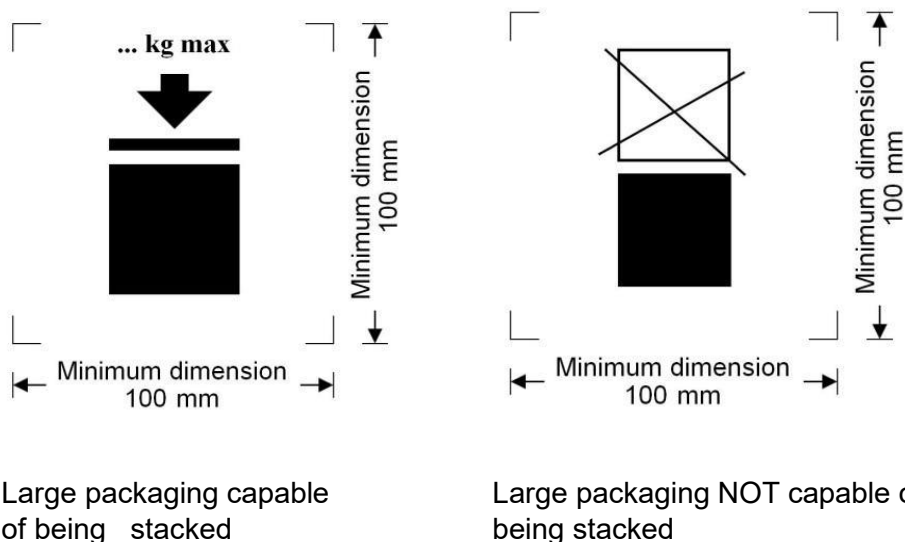 ... kg max
Minimum dimension
100 mm
Minimum dimension
100 mm
Large packaging capable
of being stacked
Minimum dimension
100 mm
Minimum dimension
100 mm
Large packaging NOT capable
being stacked